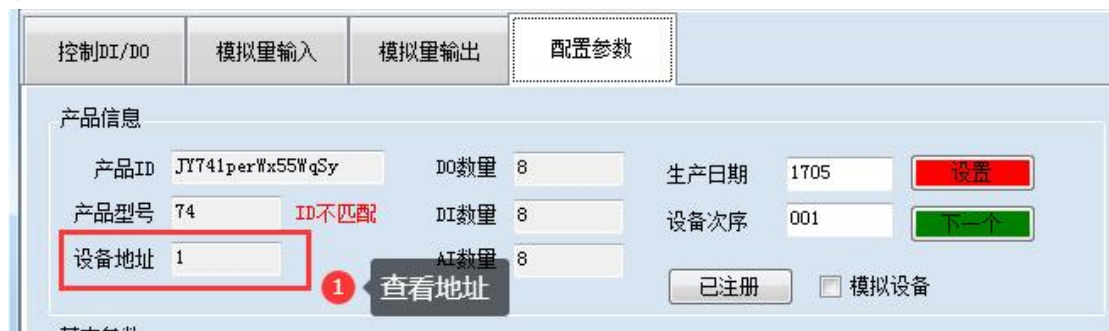 控制DI/DO 模拟量输入 模拟量输出 配置参数
产品信息
产品ID JY741perWx55WqSy DO数量 8 生产日期 1705 设置
产品型号 74 ID不匹配 DI数量 8 设备次序 001 下一个
设备地址 1 AI数量 8
1 查看地址
已注册 模拟设备